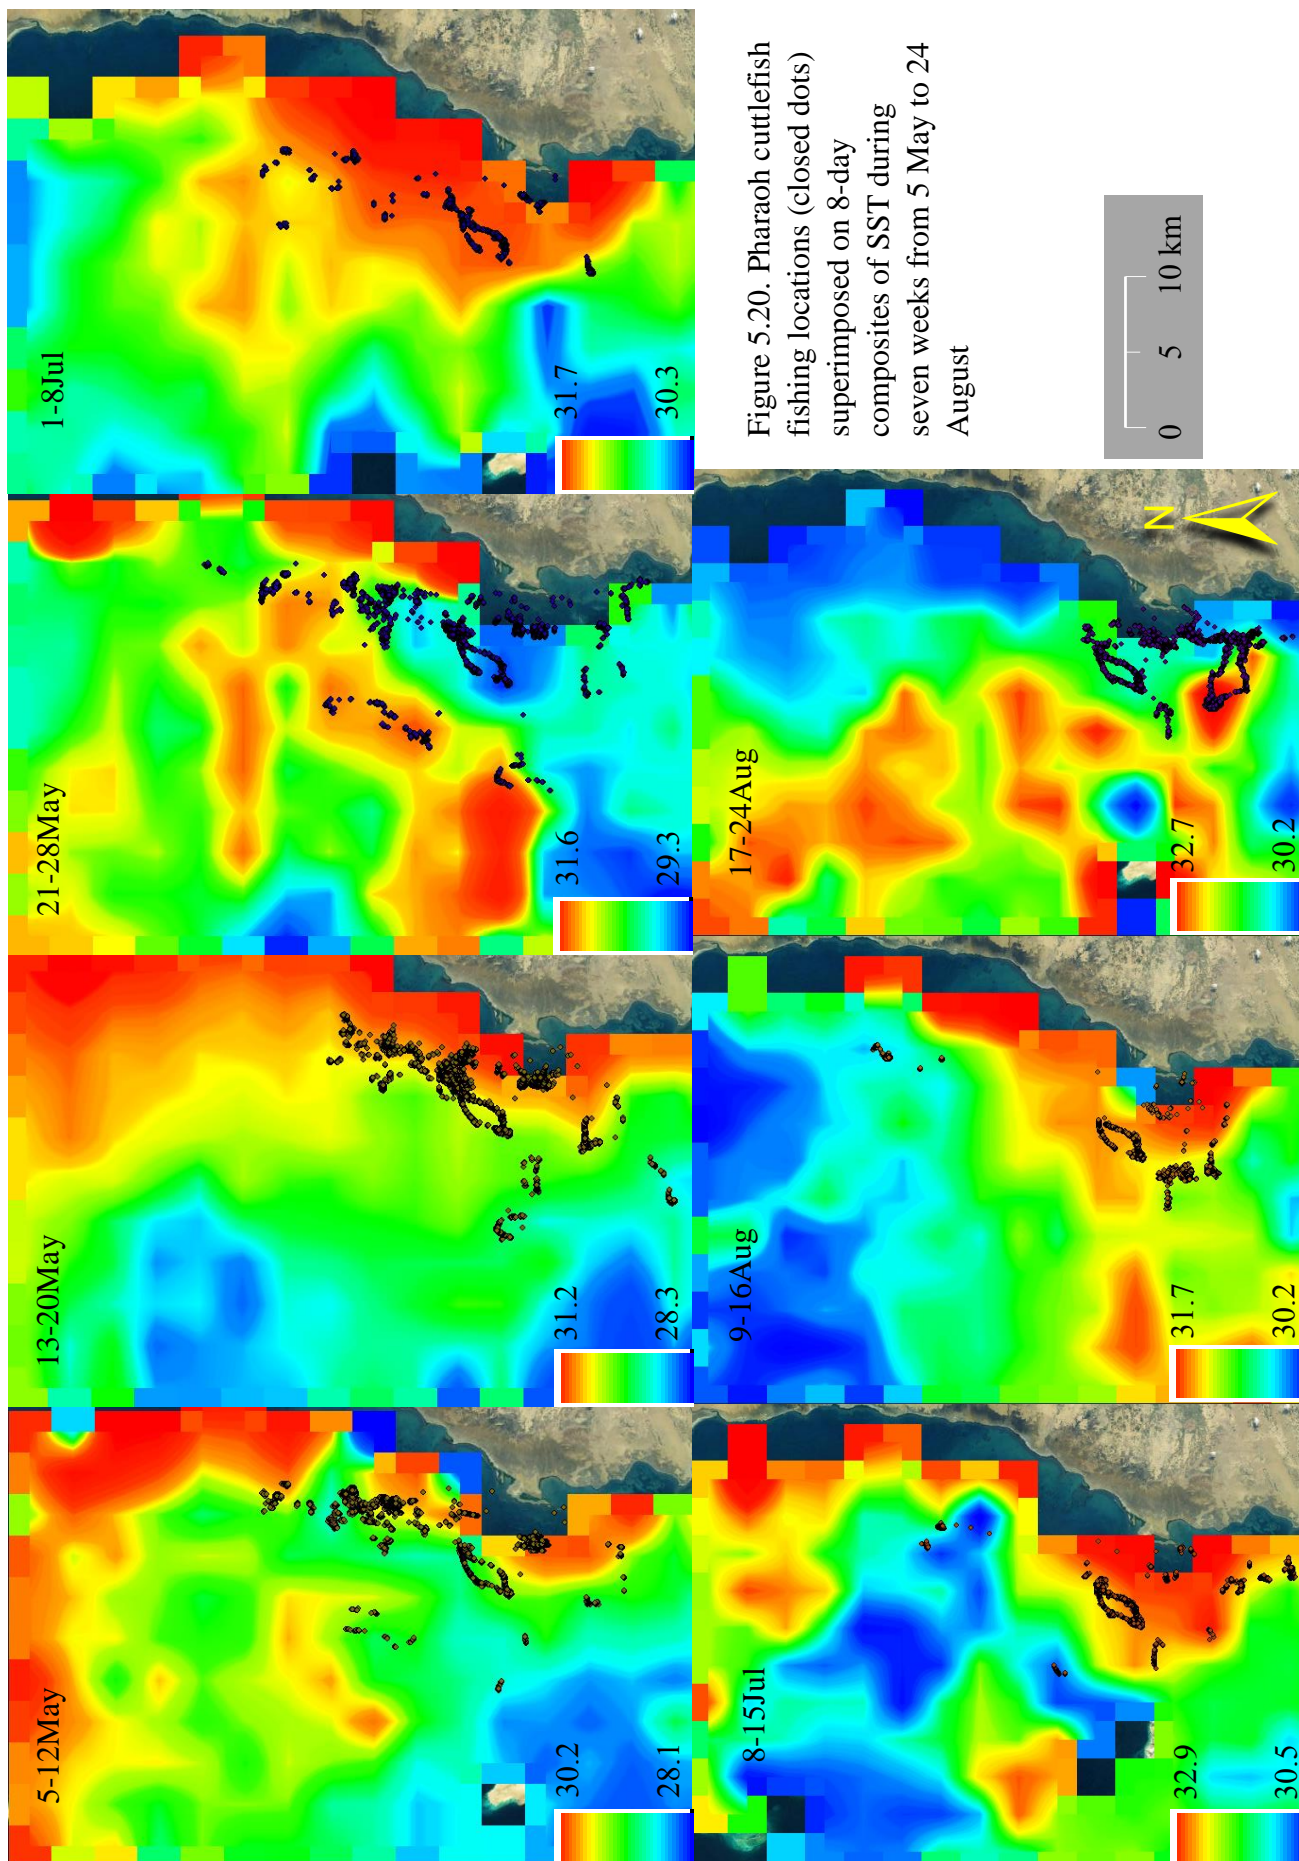 5-12May
30.2
28.1
13-20May
31.2
28.3
21-28May
31.6
29.3
1-8Jul
31.7
30.3
8-15Jul
32.9
30.5
9-16Aug
31.7
30.2
17-24Aug
32.7
30.2
N
Figure 5.20. Pharaoh cuttlefish
fishing locations (closed dots)
superimposed on 8-day
composites of SST during
seven weeks from 5 May to 24
August
0 5 10 km